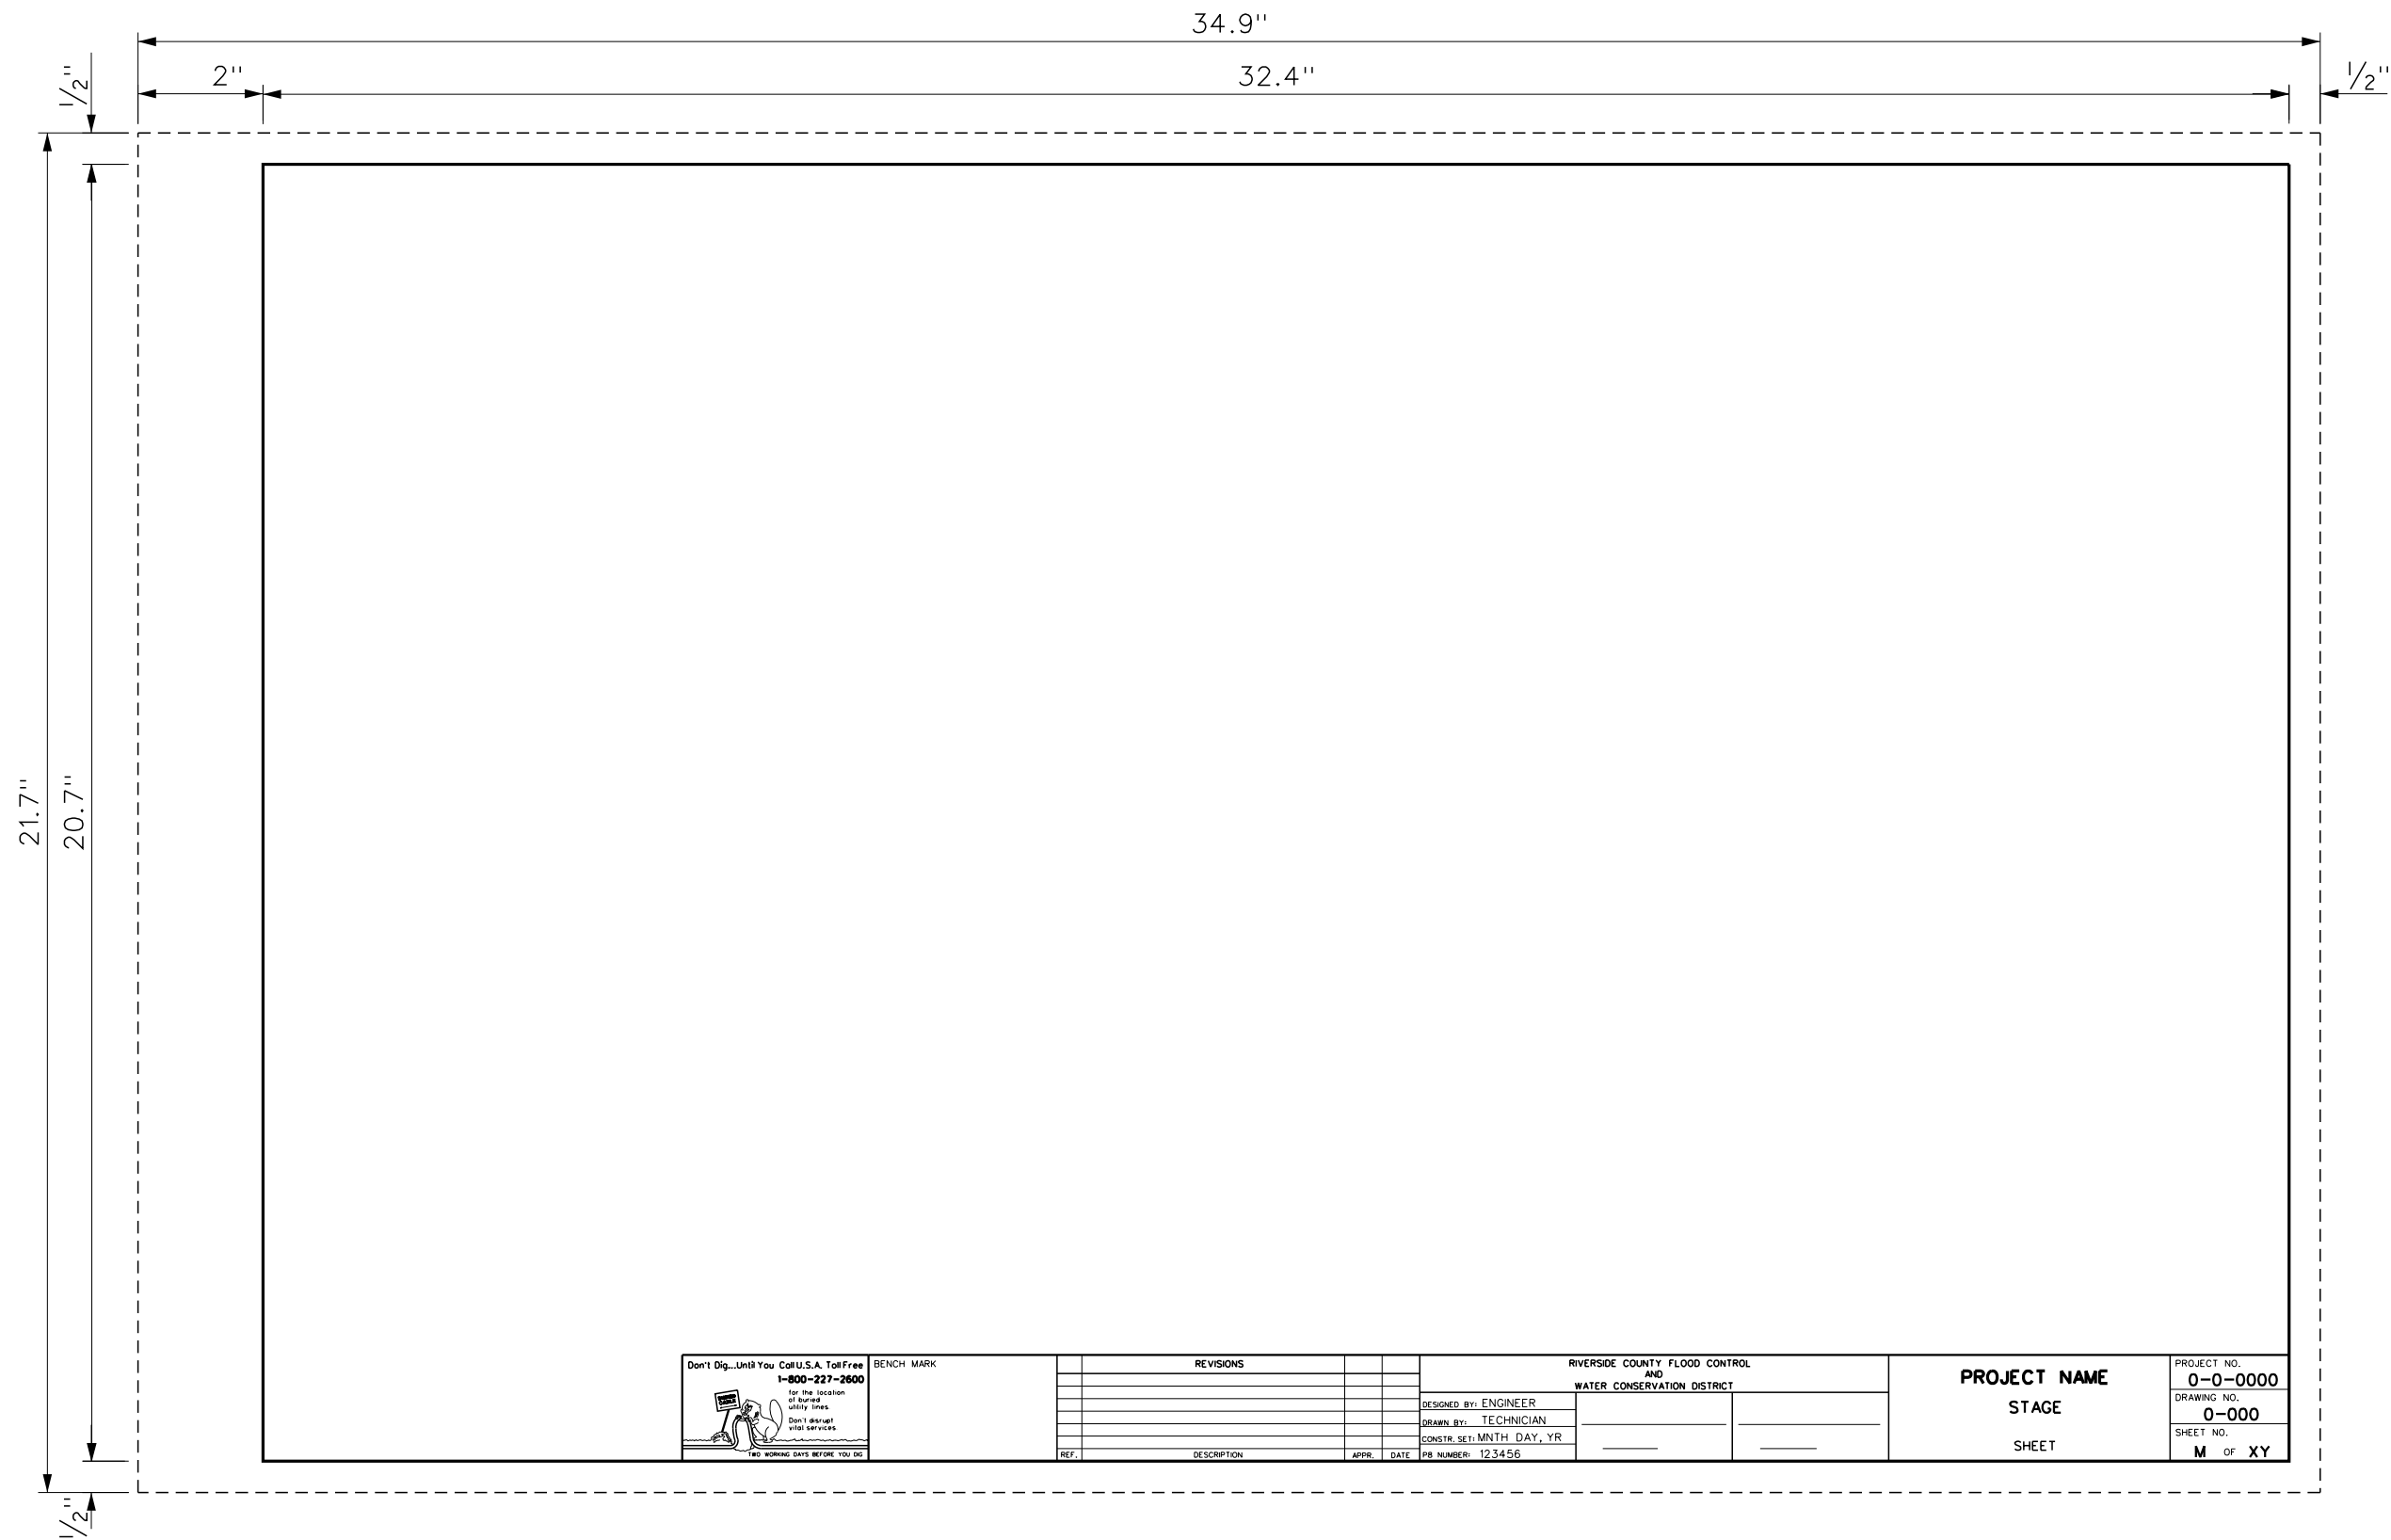 34.9"
2"
32.4"
1/2"
1/2"
21.7"
20.7"
1/2"
Don't Dig...Until You Call U.S.A. Toll Free
1-800-227-2600
for the location
of buried
utility lines.
Don't disrupt
vital services.
TWO WORKING DAYS BEFORE YOU DIG
BENCH MARK
REVISIONS
REF.
DESCRIPTION
APPR.
DATE
RIVERSIDE COUNTY FLOOD CONTROL
AND
WATER CONSERVATION DISTRICT
DESIGNED BY: ENGINEER
DRAWN BY: TECHNICIAN
CONSTR. SET: MNTH DAY, YR
PB NUMBER: 123456
PROJECT NAME
STAGE
SHEET
PROJECT NO.
0-0-0000
DRAWING NO.
0-000
SHEET NO.
M OF XY